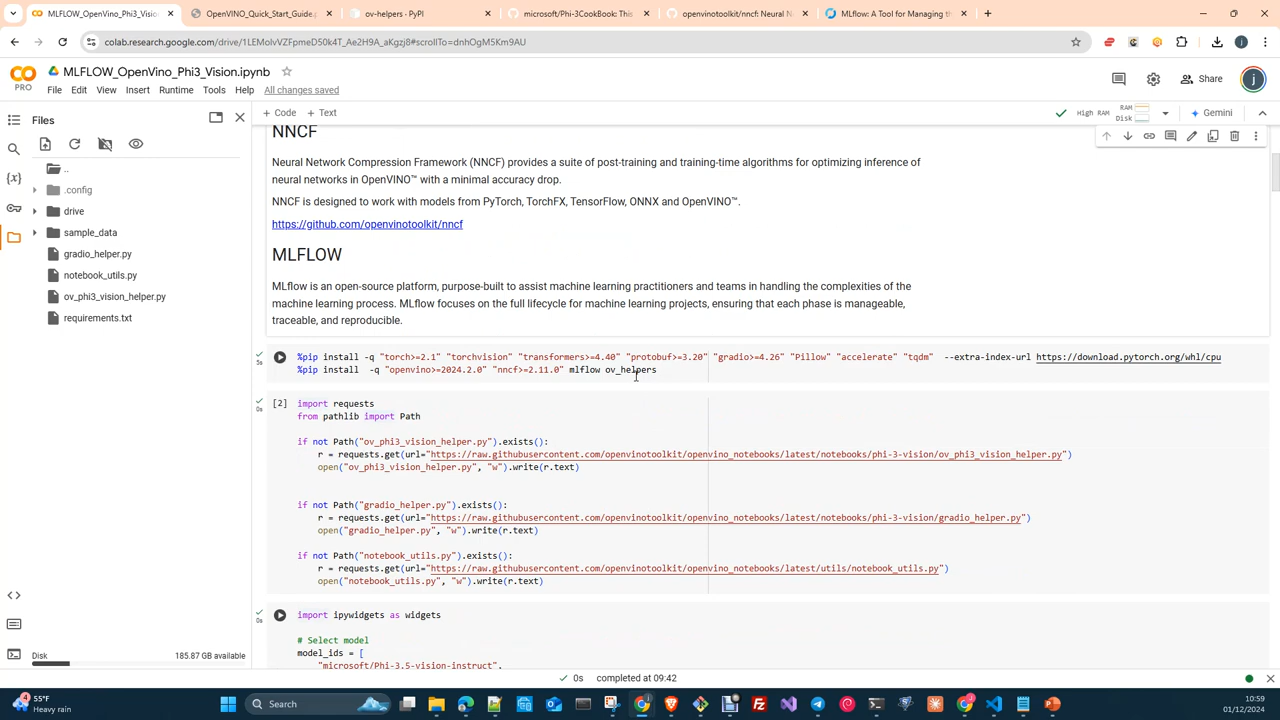 MLFLOW_OpenVino_Phi3_Vision
OpenVINO_Quick_Start_Guide.p
ov-helpers - PyPI
microsoft/Phi-3CookBook: This
openvinotoolkit/nncf: Neural N
MLflow: A Tool for Managing th
colab.research.google.com/drive/1LEMolvVZFpmeD50k4T_Ae2H9A_aKgzj8#scrollTo=dnhOgM5Km9AU
PRO
MLFLOW_OpenVino_Phi3_Vision.ipynb
File Edit View Insert Runtime Tools Help All changes saved
Share
Files
+ Code + Text
High RAM
RAM
Disk
Gemini
..
.config
drive
sample_data
gradio_helper.py
notebook_utils.py
ov_phi3_vision_helper.py
requirements.txt
Disk 185.87 GB available
NNCF
Neural Network Compression Framework (NNCF) provides a suite of post-training and training-time algorithms for optimizing inference of
neural networks in OpenVINO™ with a minimal accuracy drop.
NNCF is designed to work with models from PyTorch, TorchFX, TensorFlow, ONNX and OpenVINO™.
https://github.com/openvinotoolkit/nncf
MLFLOW
MLflow is an open-source platform, purpose-built to assist machine learning practitioners and teams in handling the complexities of the
machine learning process. MLflow focuses on the full lifecycle for machine learning projects, ensuring that each phase is manageable,
traceable, and reproducible.
5s
%pip install -q "torch>=2.1" "torchvision" "transformers>=4.40" "protobuf>=3.20" "gradio>=4.26" "Pillow" "accelerate" "tqdm" --extra-index-url https://download.pytorch.org/whl/cpu
%pip install -q "openvino>=2024.2.0" "nncf>=2.11.0" mlflow ov_helpers
0s
[2] import requests
from pathlib import Path
if not Path("ov_phi3_vision_helper.py").exists():
r = requests.get(url="https://raw.githubusercontent.com/openvinotoolkit/openvino_notebooks/latest/notebooks/phi-3-vision/ov_phi3_vision_helper.py")
open("ov_phi3_vision_helper.py", "w").write(r.text)
if not Path("gradio_helper.py").exists():
r = requests.get(url="https://raw.githubusercontent.com/openvinotoolkit/openvino_notebooks/latest/notebooks/phi-3-vision/gradio_helper.py")
open("gradio_helper.py", "w").write(r.text)
if not Path("notebook_utils.py").exists():
r = requests.get(url="https://raw.githubusercontent.com/openvinotoolkit/openvino_notebooks/latest/utils/notebook_utils.py")
open("notebook_utils.py", "w").write(r.text)
0s
import ipywidgets as widgets
# Select model
model_ids = [
"microsoft/Phi-3.5-vision-instruct",
0s completed at 09:42
4
55°F
Heavy rain
Search
10:59
01/12/2024